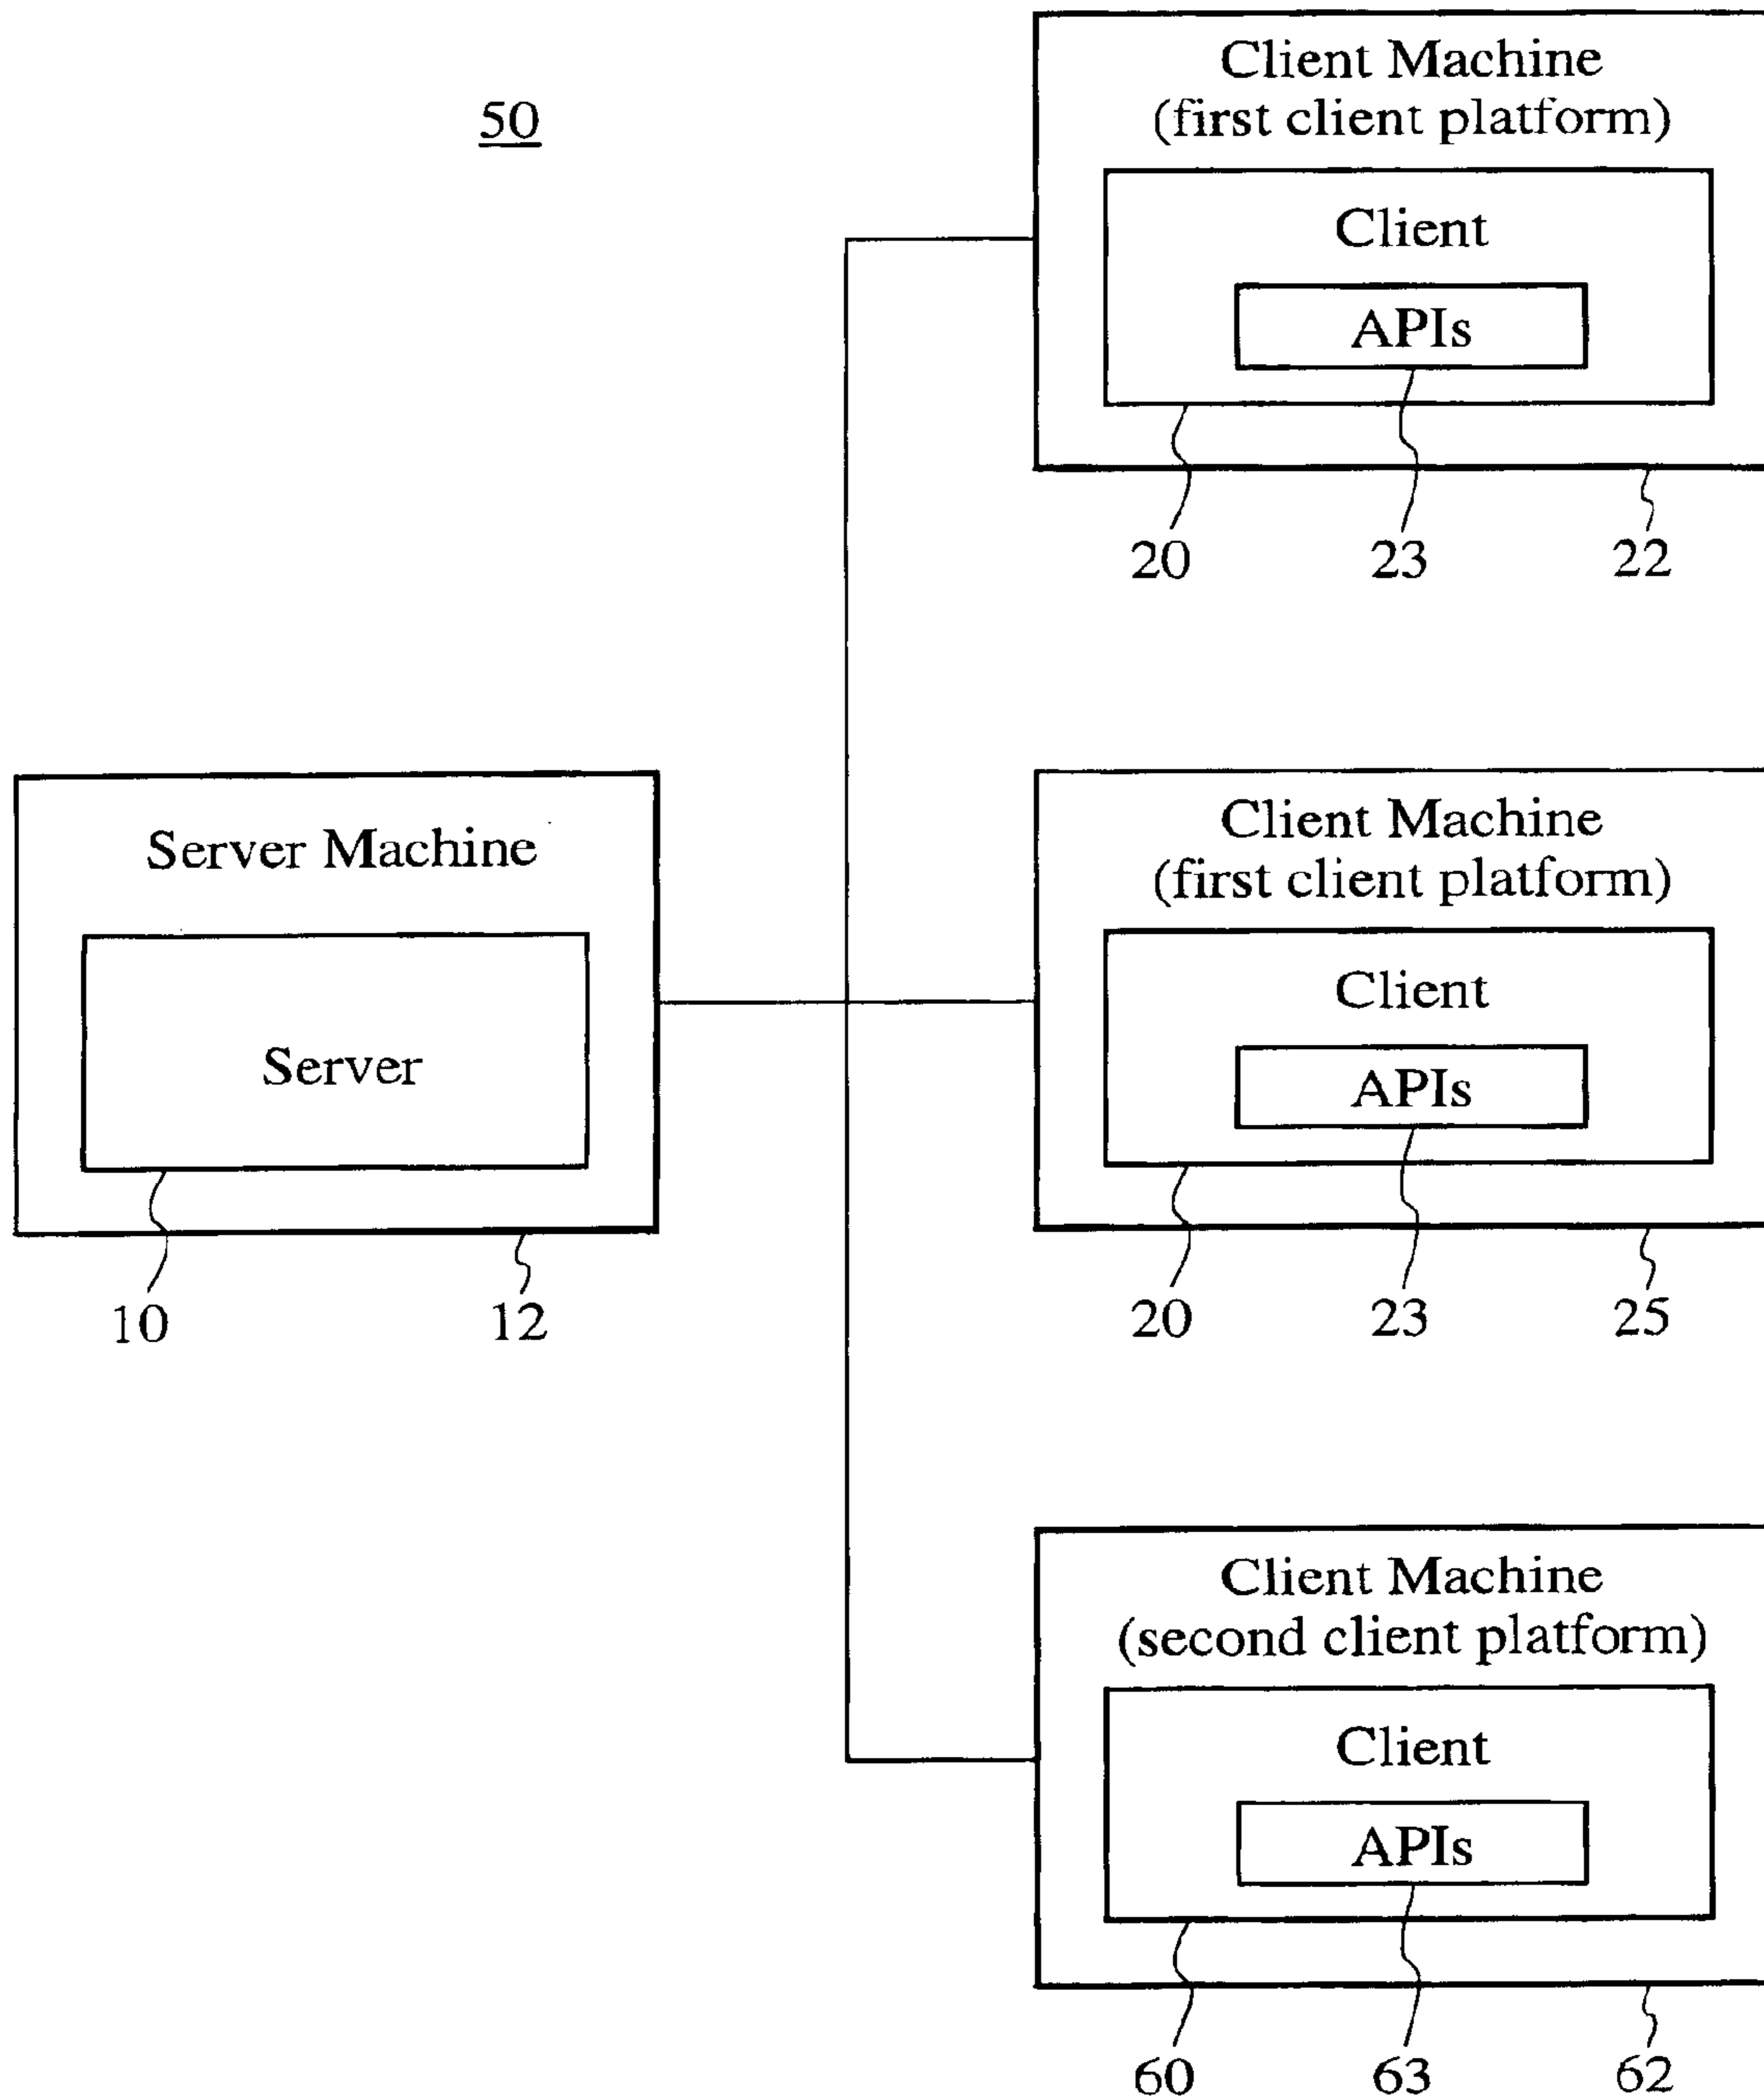 50
Client Machine
(first client platform)
Client
APIs
20
23
22
Server Machine
Server
10
12
Client Machine
(first client platform)
Client
APIs
20
23
25
Client Machine
(second client platform)
Client
APIs
60
63
62